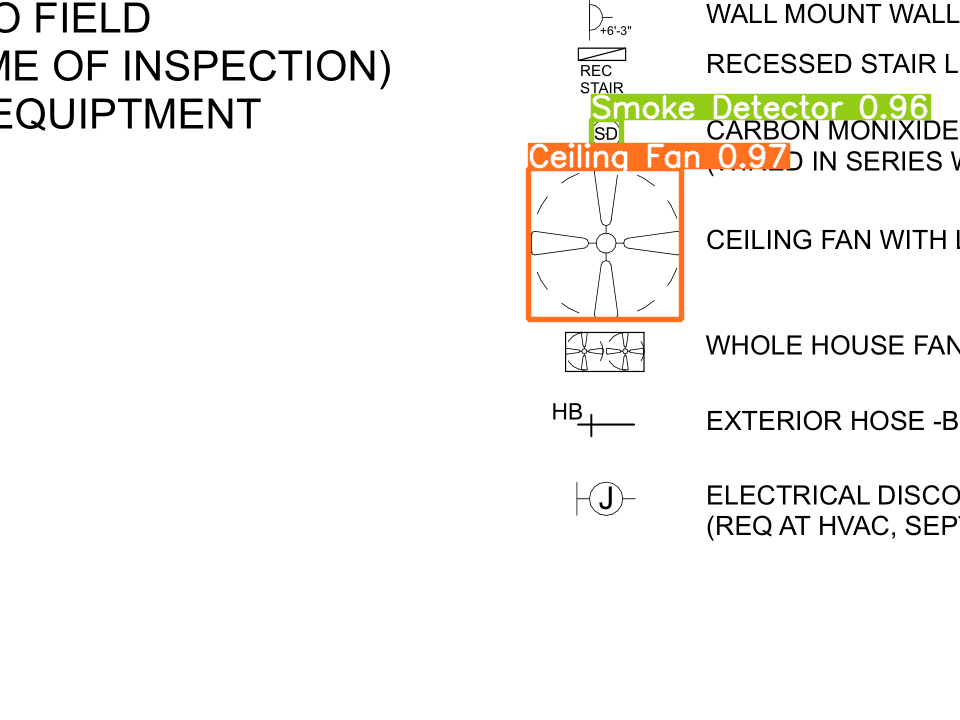 O FIELD
ME OF INSPECTION)
EQUIPTMENT
+6'-3"
WALL MOUNT WALL
REC
STAIR
RECESSED STAIR L
Smoke Detector 0.96
SD
CARBON MONIXIDE
Ceiling Fan 0.97
D IN SERIES W
CEILING FAN WITH L
WHOLE HOUSE FAN
HB
EXTERIOR HOSE -B
J
ELECTRICAL DISCO
(REQ AT HVAC, SEPT